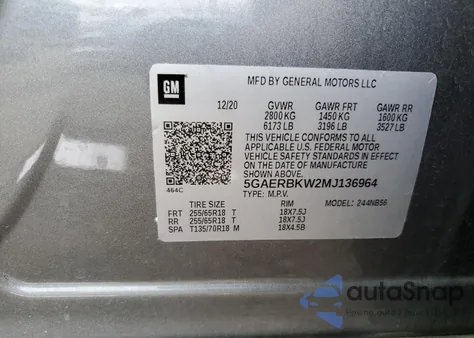 GM
MFD BY GENERAL MOTORS LLC
12/20 GVWR GAWR FRT GAWR RR
2800 KG 1450 KG 1600 KG
6173 LB 3196 LB 3527 LB
THIS VEHICLE CONFORMS TO ALL
APPLICABLE U.S. FEDERAL MOTOR
VEHICLE SAFETY STANDARDS IN EFFECT
ON THE DATE OF MANUFACTURE
SHOWN ABOVE.
464C
5GAERBKW2MJ136964
TYPE: M.P.V. 244NB56
TIRE SIZE RIM
FRT 255/65R18 T 18X7.5J
RR 255/65R18 T 18X7.5J
SPA T135/70R18 M 18X4.5B
autoSnap